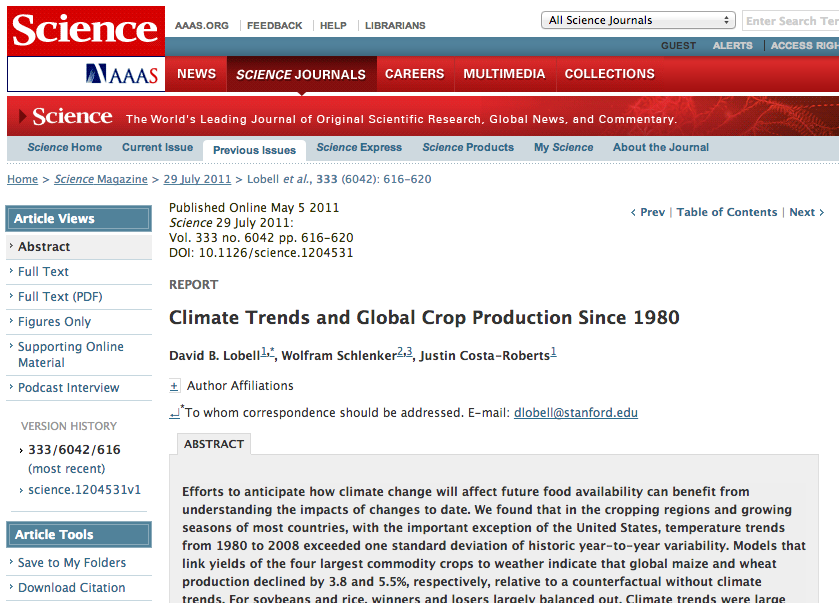 Science
AAAS.ORG FEEDBACK HELP LIBRARIANS
All Science Journals
Enter Search Ter
GUEST ALERTS ACCESS RIGH
AAAS
NEWS SCIENCE JOURNALS CAREERS MULTIMEDIA COLLECTIONS
Science The World's Leading Journal of Original Scientific Research, Global News, and Commentary.
Science Home Current Issue Previous Issues Science Express Science Products My Science About the Journal
Home > Science Magazine > 29 July 2011 > Lobell et al., 333 (6042): 616-620
Article Views
Abstract
Full Text
Full Text (PDF)
Figures Only
Supporting Online
Material
Podcast Interview
VERSION HISTORY
333/6042/616
(most recent)
science.1204531v1
Article Tools
Save to My Folders
Download Citation
Published Online May 5 2011
Science 29 July 2011:
Vol. 333 no. 6042 pp. 616-620
DOI: 10.1126/science.1204531
< Prev | Table of Contents | Next >
REPORT
Climate Trends and Global Crop Production Since 1980
David B. Lobell1,*, Wolfram Schlenker2,3, Justin Costa-Roberts1
+ Author Affiliations
↵*To whom correspondence should be addressed. E-mail: dlobell@stanford.edu
ABSTRACT
Efforts to anticipate how climate change will affect future food availability can benefit from
understanding the impacts of changes to date. We found that in the cropping regions and growing
seasons of most countries, with the important exception of the United States, temperature trends
from 1980 to 2008 exceeded one standard deviation of historic year-to-year variability. Models that
link yields of the four largest commodity crops to weather indicate that global maize and wheat
production declined by 3.8 and 5.5%, respectively, relative to a counterfactual without climate
trends. For soybeans and rice, winners and losers largely balanced out. Climate trends were large